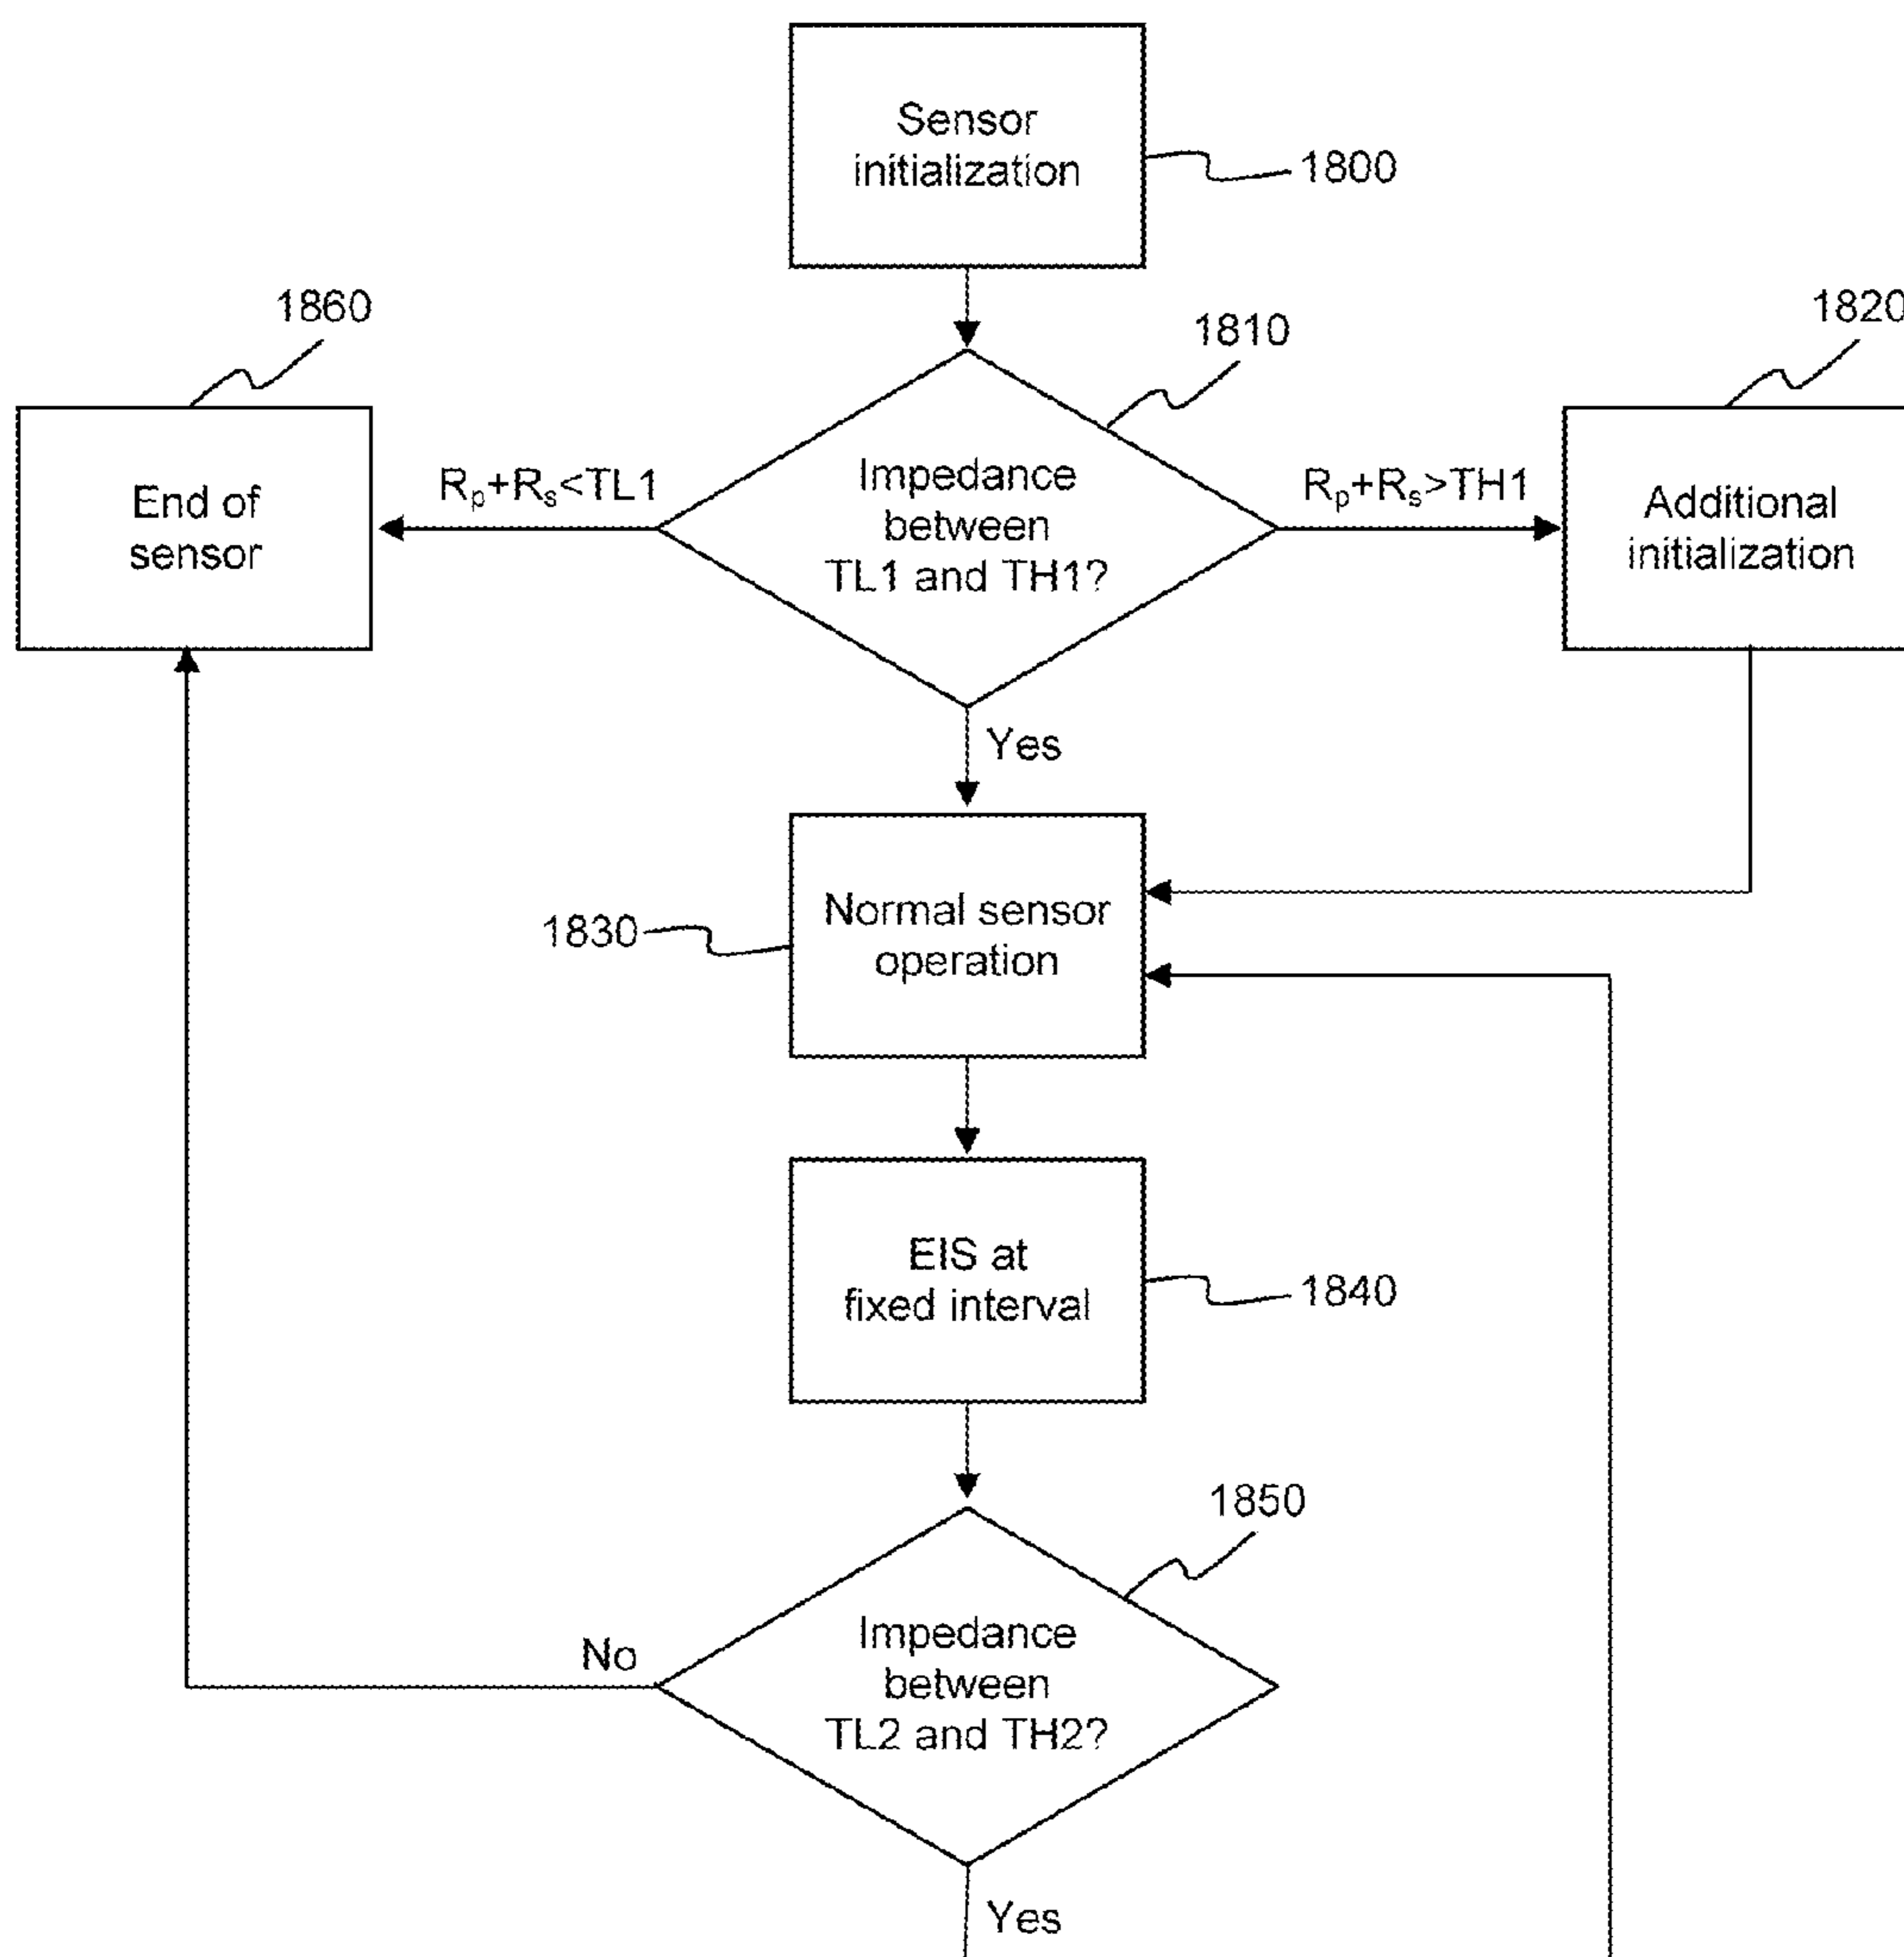 Sensor
initialization
1800
1860
1810
1820
End of
sensor
Rp+Rs<TL1
Impedance
between
TL1 and TH1?
Rp+Rs>TH1
Additional
initialization
Yes
1830
Normal sensor
operation
EIS at
fixed interval
1840
1850
No
Impedance
between
TL2 and TH2?
Yes